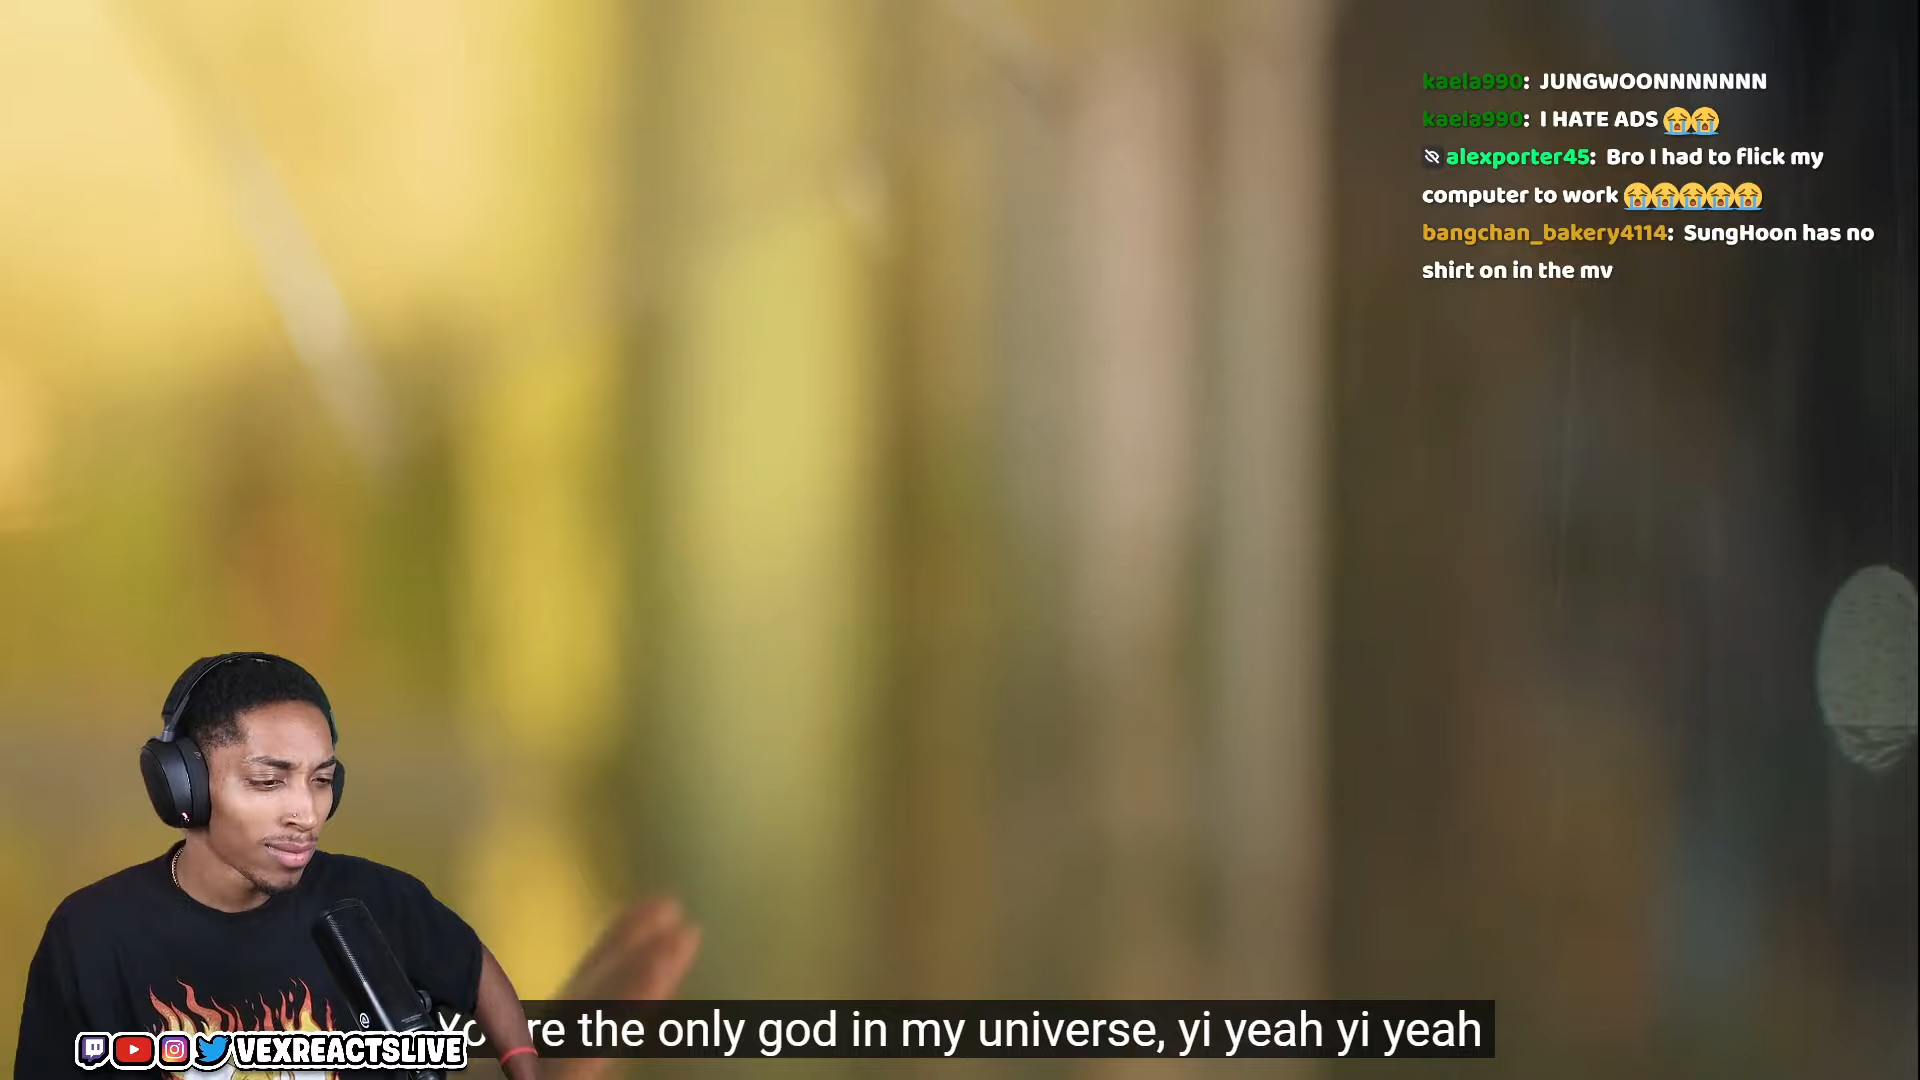 kaela990: JUNGWOONNNNNNN
kaela990: I HATE ADS 😭😭
alexporter45: Bro I had to flick my
computer to work 😭😭😭😭😭
bangchan_bakery4114: SungHoon has no
shirt on in the mv
re the only god in my universe, yi yeah yi yeah
VEXREACTSLIVE